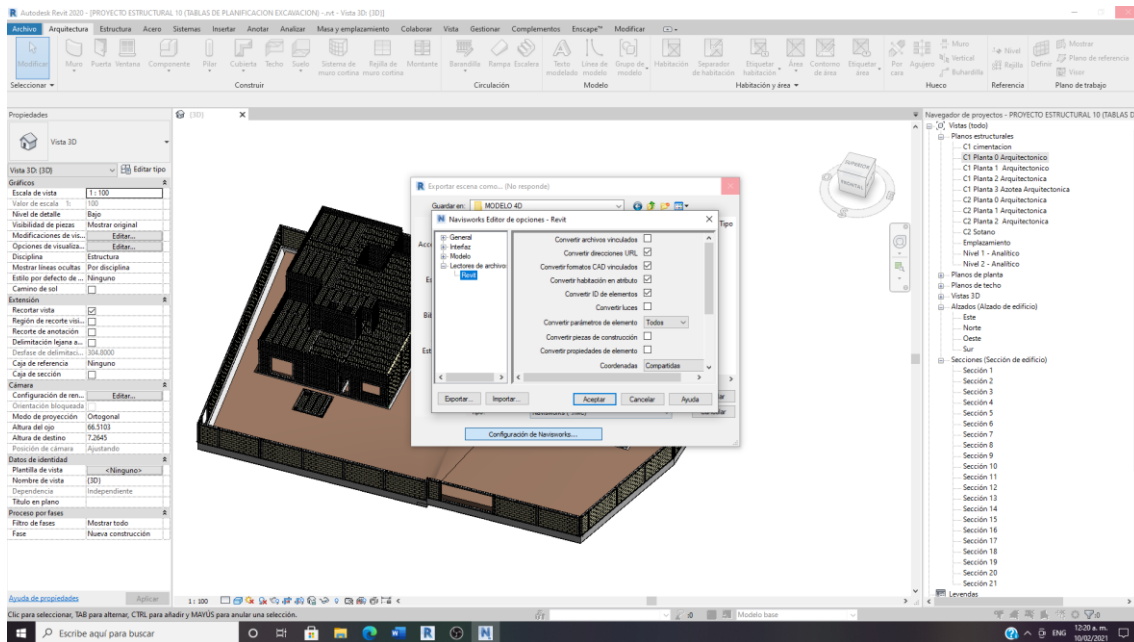 Autodesk Revit 2020 - [PROYECTO ESTRUCTURAL 10 (TABLAS DE PLANIFICACION EXCAVACION) -.rvt - Vista 3D: {3D}]
Archivo Arquitectura Estructura Acero Sistemas Insertar Anotar Analizar Masa y emplazamiento Colaborar Vista Gestionar Complementos Enscape™ Modificar
Modificar Muro Puerta Ventana Componente Pilar Cubierta Techo Suelo Sistema de muro cortina Rejilla de muro cortina Montante Barandilla Rampa Escalera Texto modelado Línea de modelo Grupo de modelo Habitación Separador de habitación Etiquetar habitación Área Contorno de área Etiquetar área Por cara Agujero Muro Vertical Buhardilla Nivel Rejilla Definir Mostrar Plano de referencia Visor
Seleccionar Construir Circulación Modelo Habitación y área Hueco Referencia Plano de trabajo
Propiedades
Vista 3D
Vista 3D: {3D} Editar tipo
Gráficos
Escala de vista 1 : 100
Valor de escala 1: 100
Nivel de detalle Bajo
Visibilidad de piezas Mostrar original
Modificaciones de vis... Editar...
Opciones de visualiza... Editar...
Disciplina Estructura
Mostrar líneas ocultas Por disciplina
Estilo por defecto de ... Ninguno
Camino de sol
Extensión
Recortar vista
Región de recorte visi...
Recorte de anotación
Delimitación lejana a...
Desfase de delimitaci... 304.8000
Caja de referencia Ninguno
Caja de sección
Cámara
Configuración de ren... Editar...
Orientación bloqueada
Modo de proyección Ortogonal
Altura del ojo 66.5103
Altura de destino 7.2645
Posición de cámara Ajustando
Datos de identidad
Plantilla de vista <Ninguno>
Nombre de vista {3D}
Dependencia Independiente
Título en plano
Proceso por fases
Filtro de fases Mostrar todo
Fase Nueva construcción
Ayuda de propiedades Aplicar
{3D}
SUPERIOR
FRONTAL
Exportar escena como... (No responde)
Guardar en: MODELO 4D
Tipo
Navisworks Editor de opciones - Revit
General
Interfaz
Modelo
Lectores de archivo
Revit
Convertir archivos vinculados
Convertir direcciones URL
Convertir formatos CAD vinculados
Convertir habitación en atributo
Convertir ID de elementos
Convertir luces
Convertir parámetros de elemento Todos
Convertir piezas de construcción
Convertir propiedades de elemento
Coordenadas Compartidas
Exportar... Importar... Aceptar Cancelar Ayuda
Configuración de Navisworks...
Navegador de proyectos - PROYECTO ESTRUCTURAL 10 (TABLAS D
Vistas (todo)
Planos estructurales
C1 cimentacion
C1 Planta 0 Arquitectonico
C1 Planta 1 Arquitectonico
C1 Planta 2 Arquitectonica
C1 Planta 3 Azotea Arquitectonica
C2 Planta 0 Arquitectonica
C2 Planta 1 Arquitectonica
C2 Planta 2 Arquitectonica
C2 Sotano
Emplazamiento
Nivel 1 - Analítico
Nivel 2 - Analítico
Planos de planta
Planos de techo
Vistas 3D
Alzados (Alzado de edificio)
Este
Norte
Oeste
Sur
Secciones (Sección de edificio)
Sección 1
Sección 2
Sección 3
Sección 4
Sección 5
Sección 6
Sección 7
Sección 8
Sección 9
Sección 10
Sección 11
Sección 12
Sección 13
Sección 14
Sección 15
Sección 16
Sección 17
Sección 18
Sección 19
Sección 20
Sección 21
Leyendas
1 : 100
Clic para seleccionar, TAB para alternar, CTRL para añadir y MAYÚS para anular una selección. :0 Modelo base :0
Escribe aquí para buscar
ENG 12:20 a. m.
10/02/2021